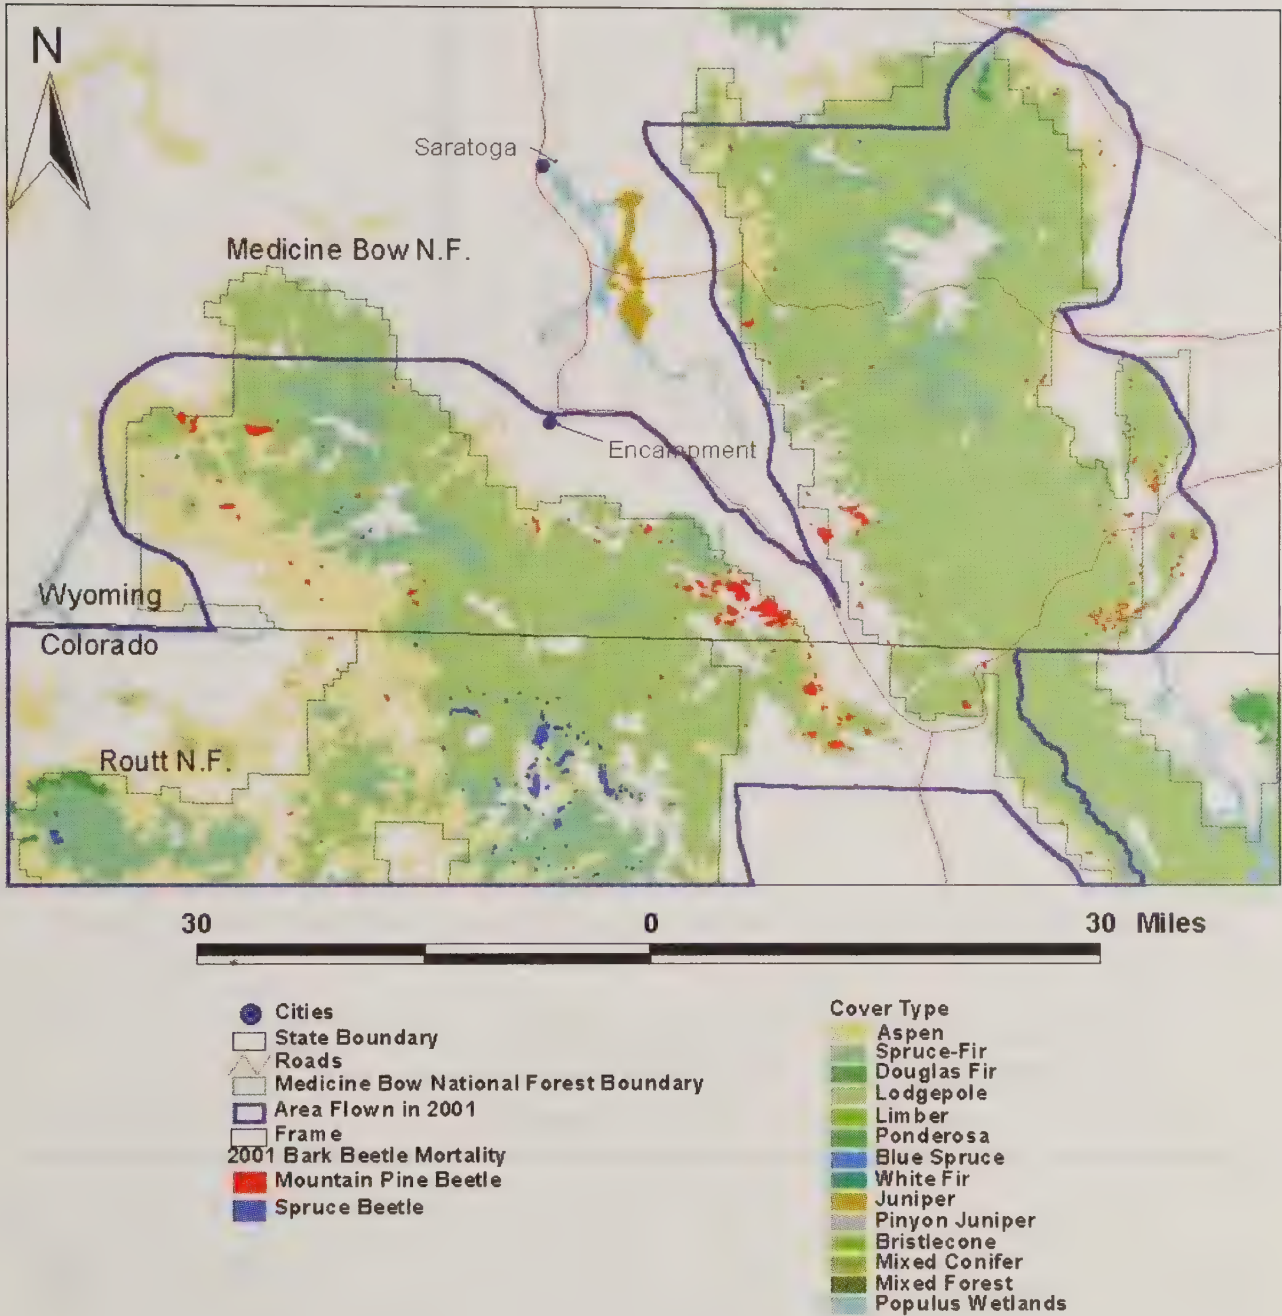 N
Saratoga
Medicine Bow N.F.
Encampment
Wyoming
Colorado
Routt N.F.
30 0 30 Miles
Cities
State Boundary
Roads
Medicine Bow National Forest Boundary
Area Flown in 2001
Frame
2001 Bark Beetle Mortality
Mountain Pine Beetle
Spruce Beetle
Cover Type
Aspen
Spruce-Fir
Douglas Fir
Lodgepole
Limber
Ponderosa
Blue Spruce
White Fir
Juniper
Pinyon Juniper
Bristlecone
Mixed Conifer
Mixed Forest
Populus Wetlands